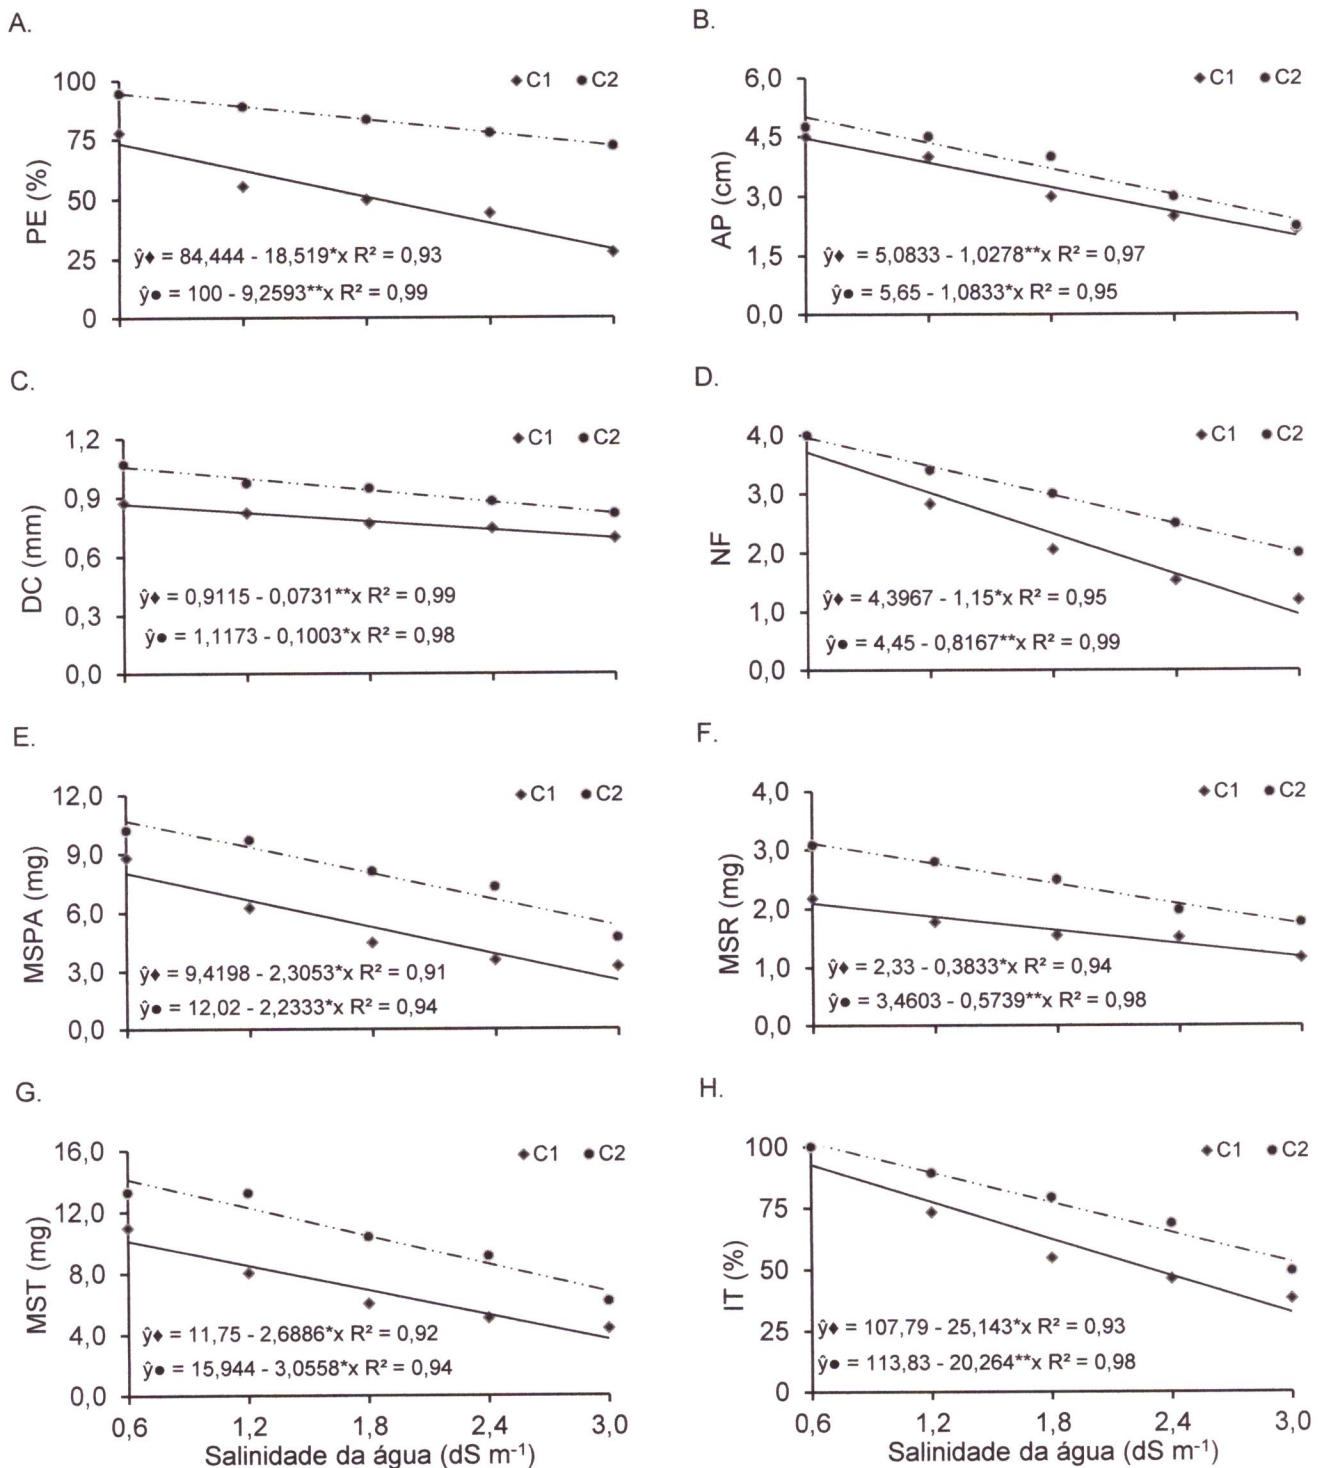 A.
PE (%)
100
75
50
25
0
♦C1 ●C2
ŷ♦ = 84,444 - 18,519*x R² = 0,93
ŷ● = 100 - 9,2593**x R² = 0,99
B.
AP (cm)
6,0
4,5
3,0
1,5
0,0
♦C1 ●C2
ŷ♦ = 5,0833 - 1,0278**x R² = 0,97
ŷ● = 5,65 - 1,0833*x R² = 0,95
C.
DC (mm)
1,2
0,9
0,6
0,3
0,0
♦C1 ●C2
ŷ♦ = 0,9115 - 0,0731**x R² = 0,99
ŷ● = 1,1173 - 0,1003*x R² = 0,98
D.
NF
4,0
3,0
2,0
1,0
0,0
♦C1 ●C2
ŷ♦ = 4,3967 - 1,15*x R² = 0,95
ŷ● = 4,45 - 0,8167**x R² = 0,99
E.
MSPA (mg)
12,0
9,0
6,0
3,0
0,0
♦C1 ●C2
ŷ♦ = 9,4198 - 2,3053*x R² = 0,91
ŷ● = 12,02 - 2,2333*x R² = 0,94
F.
MSR (mg)
4,0
3,0
2,0
1,0
0,0
♦C1 ●C2
ŷ♦ = 2,33 - 0,3833*x R² = 0,94
ŷ● = 3,4603 - 0,5739**x R² = 0,98
G.
MST (mg)
16,0
12,0
8,0
4,0
0,0
♦C1 ●C2
ŷ♦ = 11,75 - 2,6886*x R² = 0,92
ŷ● = 15,944 - 3,0558*x R² = 0,94
0,6 1,2 1,8 2,4 3,0
Salinidade da água (dS m⁻¹)
H.
IT (%)
100
75
50
25
0
♦C1 ●C2
ŷ♦ = 107,79 - 25,143*x R² = 0,93
ŷ● = 113,83 - 20,264**x R² = 0,98
0,6 1,2 1,8 2,4 3,0
Salinidade da água (dS m⁻¹)